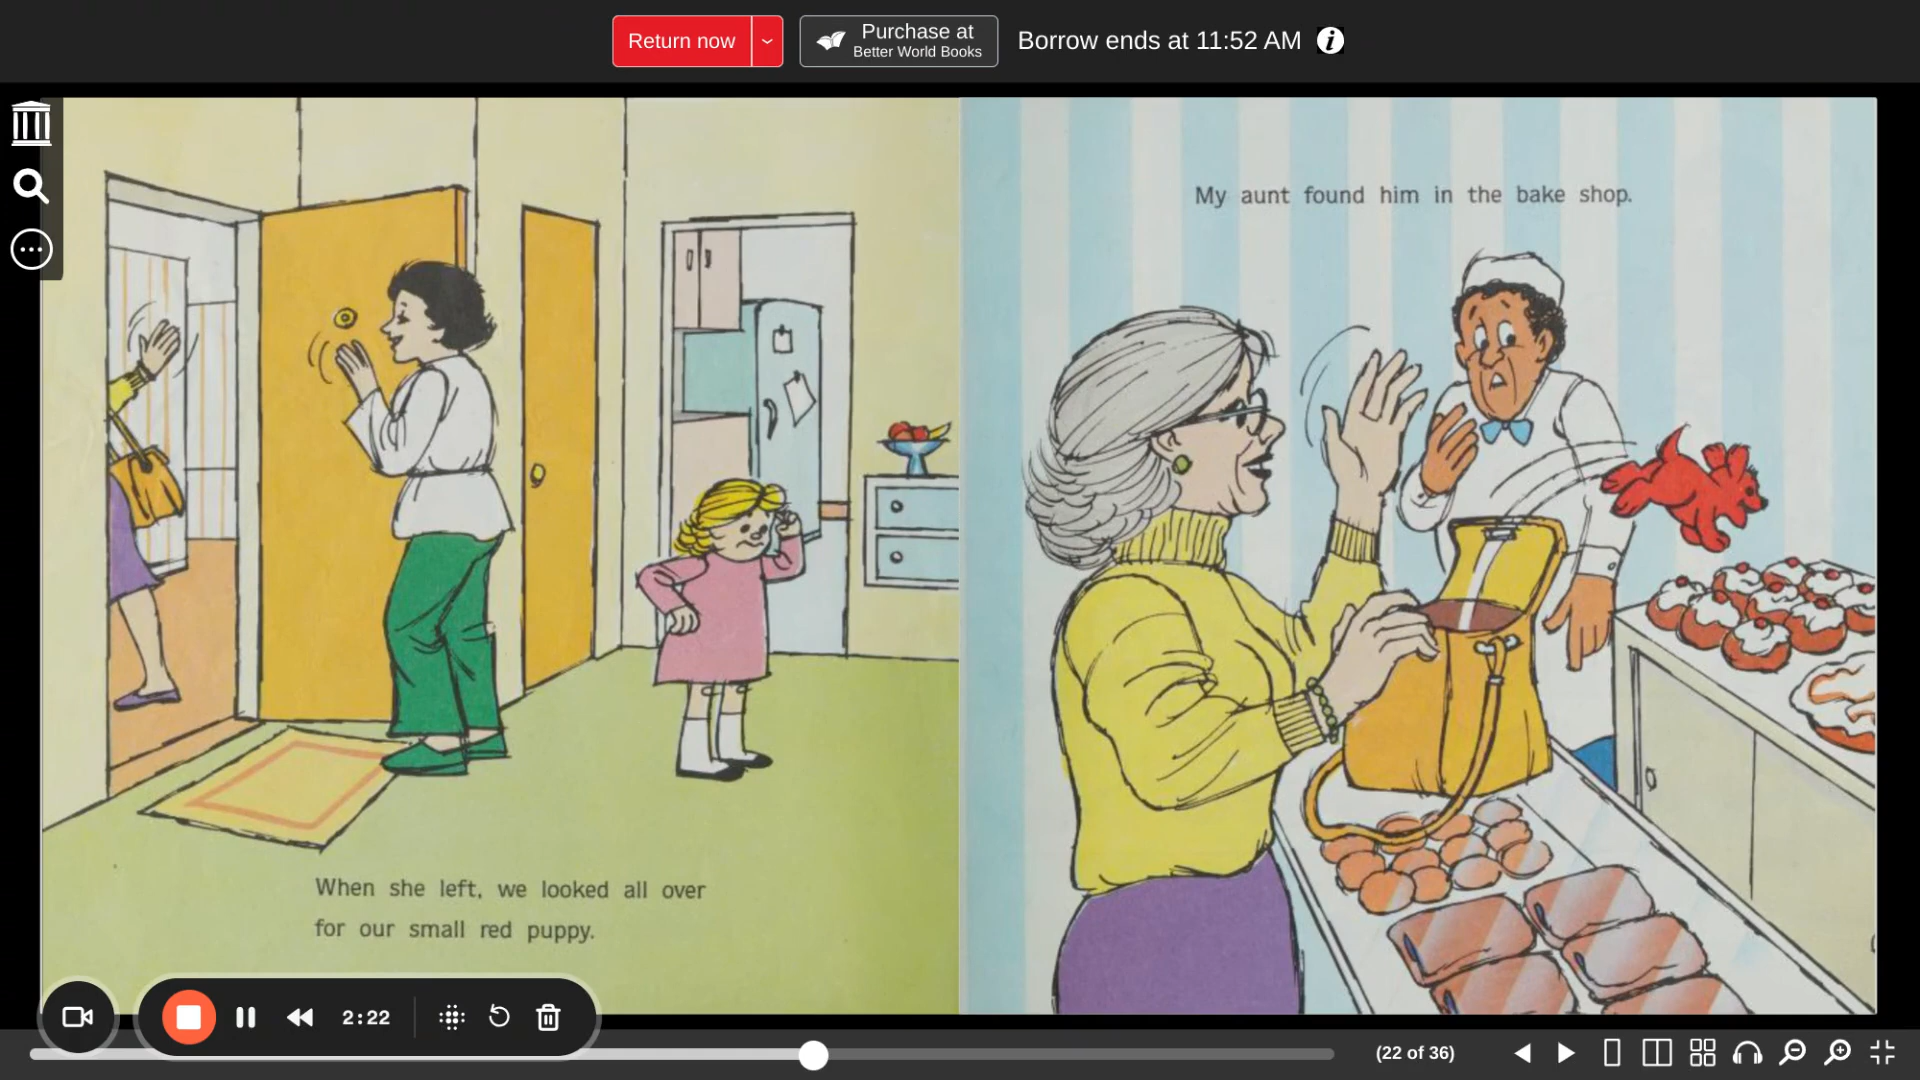 Return now
Purchase at
Better World Books
Borrow ends at 11:52 AM
When she left, we looked all over
for our small red puppy.
My aunt found him in the bake shop.
2:22
(22 of 36)